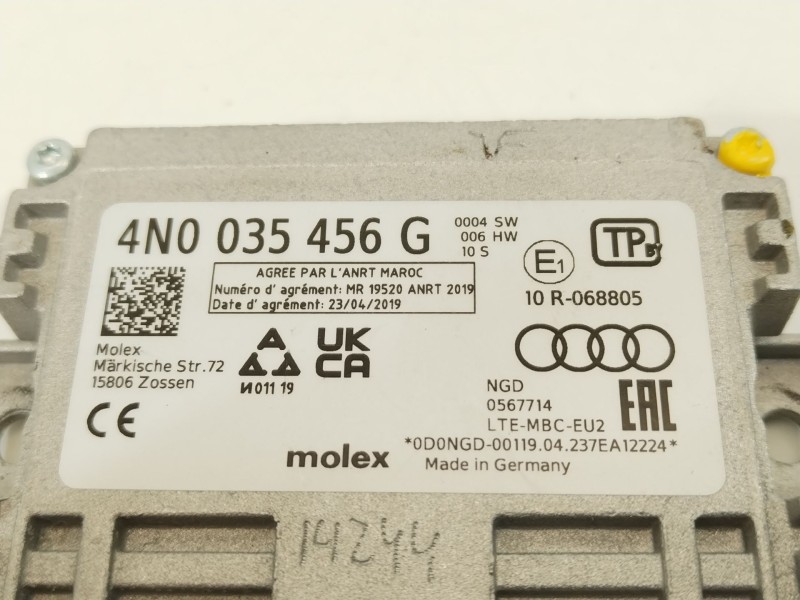 4N0 035 456 G
0004 SW
006 HW
10 S
AGREE PAR L'ANRT MAROC
Numéro d' agrément: MR 19520 ANRT 2019
Date d' agrément: 23/04/2019
E1
TP BY
10 R-068805
Molex
Märkische Str.72
15806 Zossen
A
И011 19
UK
CA
NGD
0567714
LTE-MBC-EU2
EAC
CE
*0D0NGD-00119.04.237EA12224*
molex
Made in Germany